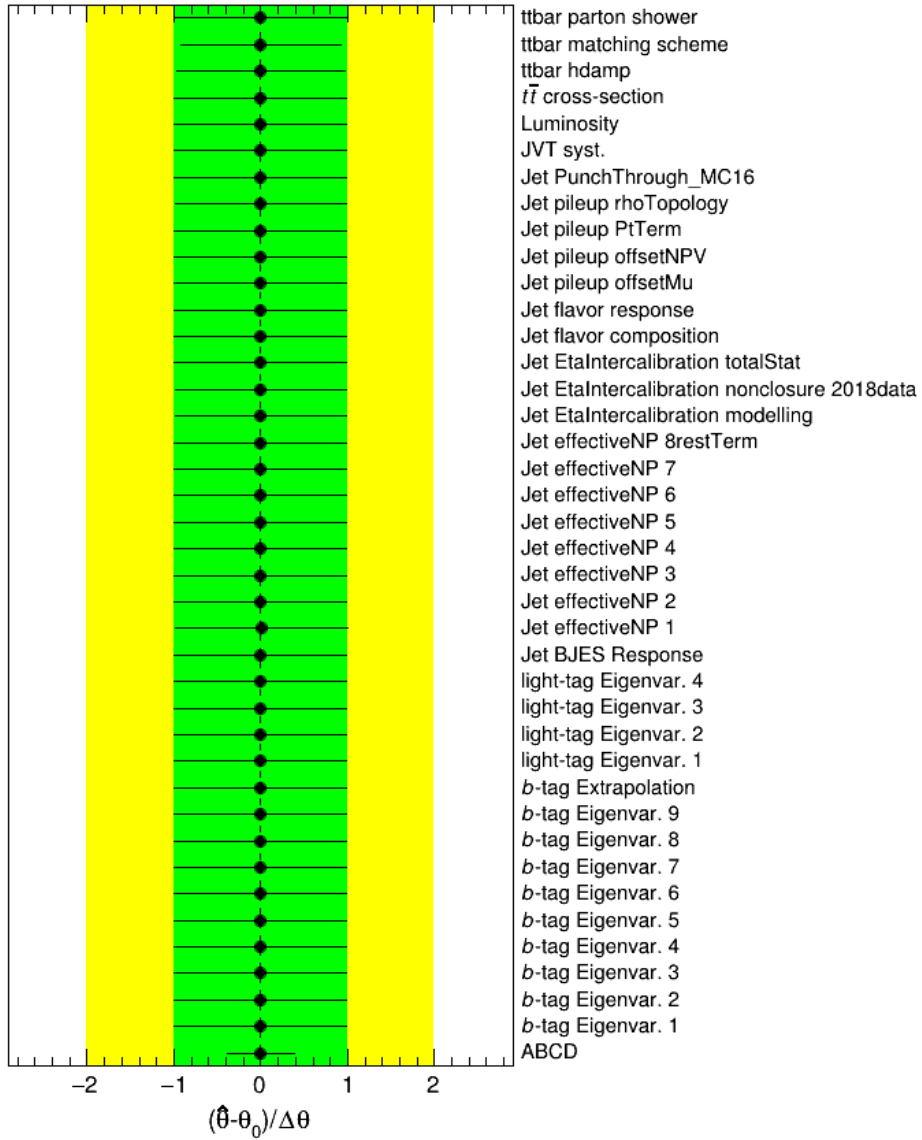 ttbar parton shower
ttbar matching scheme
ttbar hdamp
tt̅ cross-section
Luminosity
JVT syst.
Jet PunchThrough_MC16
Jet pileup rhoTopology
Jet pileup PtTerm
Jet pileup offsetNPV
Jet pileup offsetMu
Jet flavor response
Jet flavor composition
Jet EtaIntercalibration totalStat
Jet EtaIntercalibration nonclosure 2018data
Jet EtaIntercalibration modelling
Jet effectiveNP 8restTerm
Jet effectiveNP 7
Jet effectiveNP 6
Jet effectiveNP 5
Jet effectiveNP 4
Jet effectiveNP 3
Jet effectiveNP 2
Jet effectiveNP 1
Jet BJES Response
light-tag Eigenvar. 4
light-tag Eigenvar. 3
light-tag Eigenvar. 2
light-tag Eigenvar. 1
b-tag Extrapolation
b-tag Eigenvar. 9
b-tag Eigenvar. 8
b-tag Eigenvar. 7
b-tag Eigenvar. 6
b-tag Eigenvar. 5
b-tag Eigenvar. 4
b-tag Eigenvar. 3
b-tag Eigenvar. 2
b-tag Eigenvar. 1
ABCD
−2 −1 0 1 2
(θ̂-θ₀)/Δθ